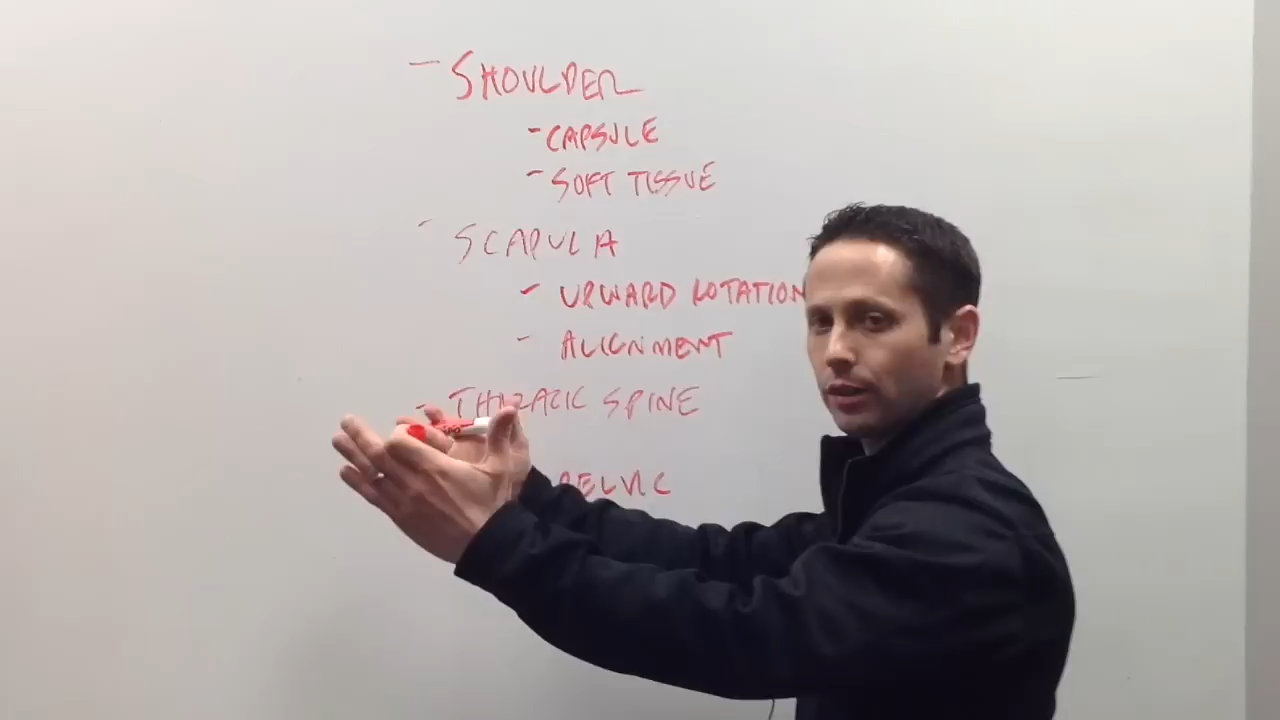 - SHOULDER
- CAPSULE
- SOFT TISSUE
- SCAPULA
- UPWARD ROTATION
- ALIGNMENT
- THORACIC SPINE
PELVIC